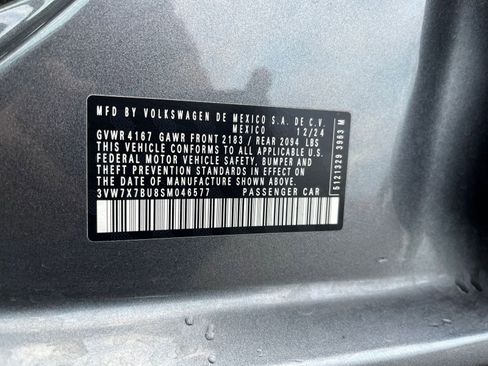 MFD BY VOLKSWAGEN DE MEXICO S.A. DE C.V.
MEXICO 12/24
GVWR 4167 GAWR FRONT 2183 / REAR 2094 LBS
THIS VEHICLE CONFORMS TO ALL APPLICABLE U.S.
FEDERAL MOTOR VEHICLE SAFETY, BUMPER AND
THEFT PREVENTION STANDARDS IN EFFECT ON
THE DATE OF MANUFACTURE SHOWN ABOVE.
3VW7X7BU8SM046577 PASSENGER CAR
5121329 3963 M